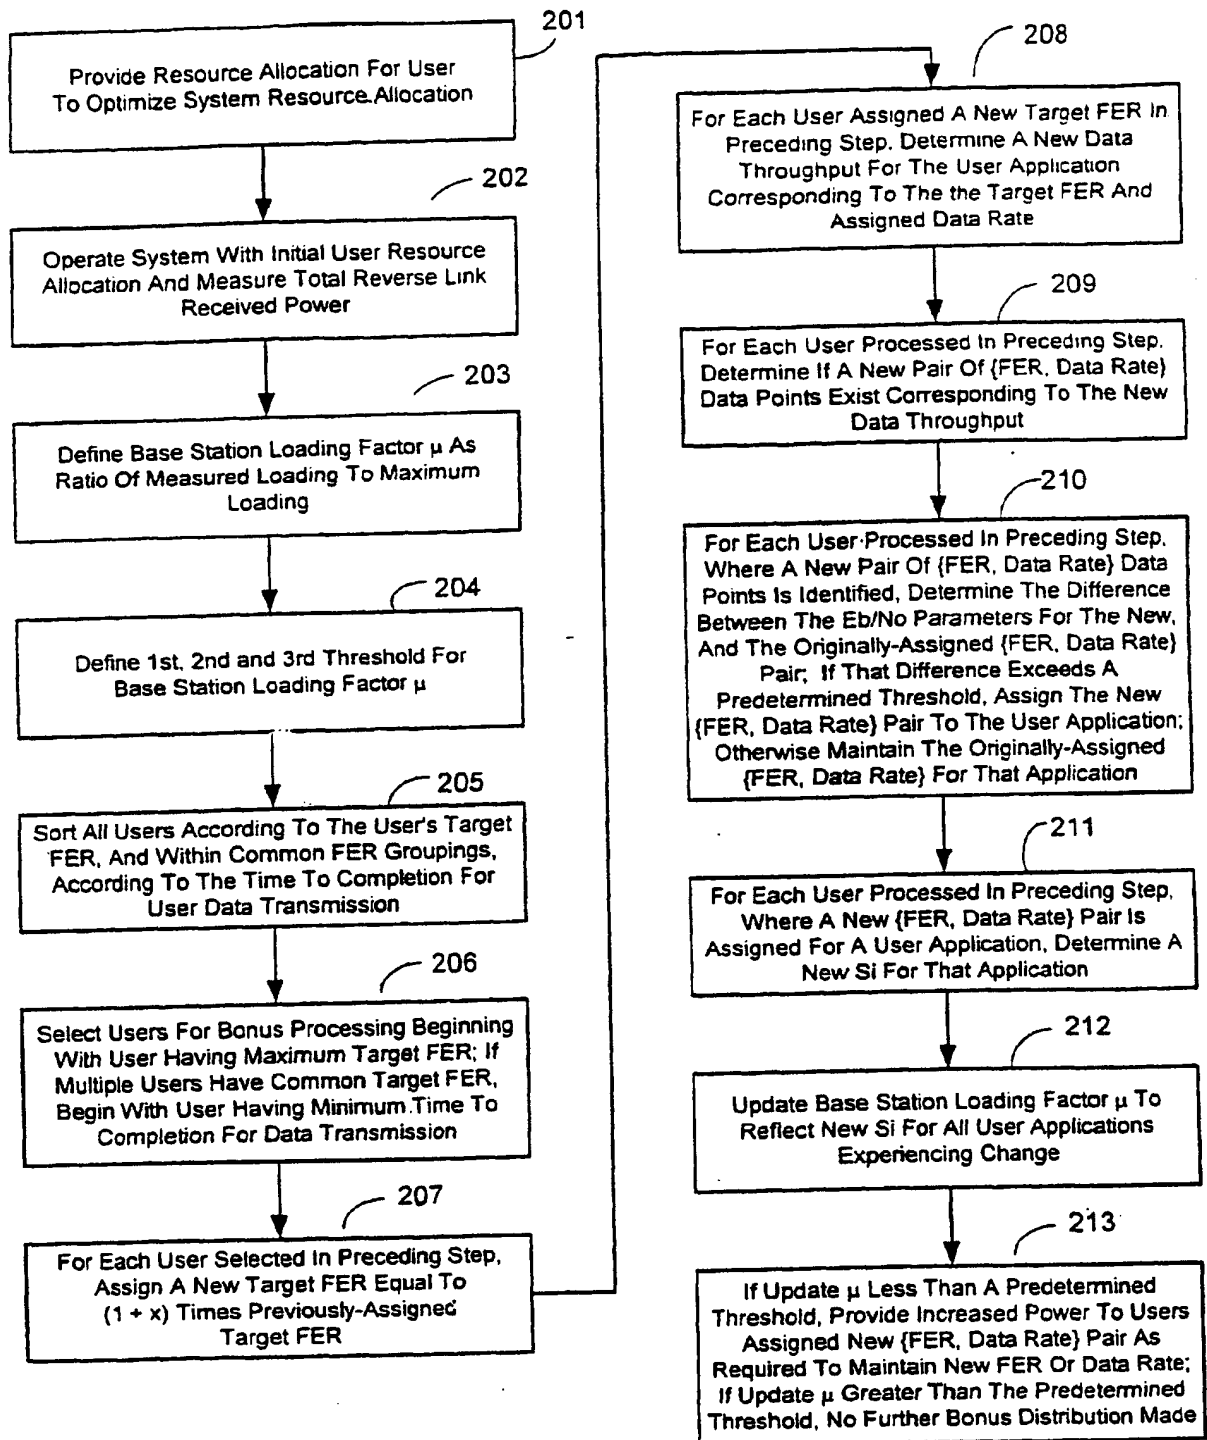 201
Provide Resource Allocation For User
To Optimize System Resource Allocation
202
Operate System With Initial User Resource
Allocation And Measure Total Reverse Link
Received Power
203
Define Base Station Loading Factor µ As
Ratio Of Measured Loading To Maximum
Loading
204
Define 1st, 2nd and 3rd Threshold For
Base Station Loading Factor µ
205
Sort All Users According To The User's Target
FER, And Within Common FER Groupings,
According To The Time To Completion For
User Data Transmission
206
Select Users For Bonus Processing Beginning
With User Having Maximum Target FER; If
Multiple Users Have Common Target FER,
Begin With User Having Minimum Time To
Completion For Data Transmission
207
For Each User Selected In Preceding Step,
Assign A New Target FER Equal To
(1 + x) Times Previously-Assigned
Target FER
208
For Each User Assigned A New Target FER In
Preceding Step, Determine A New Data
Throughput For The User Application
Corresponding To The the Target FER And
Assigned Data Rate
209
For Each User Processed In Preceding Step,
Determine If A New Pair Of {FER, Data Rate}
Data Points Exist Corresponding To The New
Data Throughput
210
For Each User Processed In Preceding Step,
Where A New Pair Of {FER, Data Rate} Data
Points Is Identified, Determine The Difference
Between The Eb/No Parameters For The New,
And The Originally-Assigned {FER, Data Rate}
Pair; If That Difference Exceeds A
Predetermined Threshold, Assign The New
{FER, Data Rate} Pair To The User Application;
Otherwise Maintain The Originally-Assigned
{FER, Data Rate} For That Application
211
For Each User Processed In Preceding Step,
Where A New {FER, Data Rate} Pair Is
Assigned For A User Application, Determine A
New Si For That Application
212
Update Base Station Loading Factor µ To
Reflect New Si For All User Applications
Experiencing Change
213
If Update µ Less Than A Predetermined
Threshold, Provide Increased Power To Users
Assigned New {FER, Data Rate} Pair As
Required To Maintain New FER Or Data Rate;
If Update µ Greater Than The Predetermined
Threshold, No Further Bonus Distribution Made